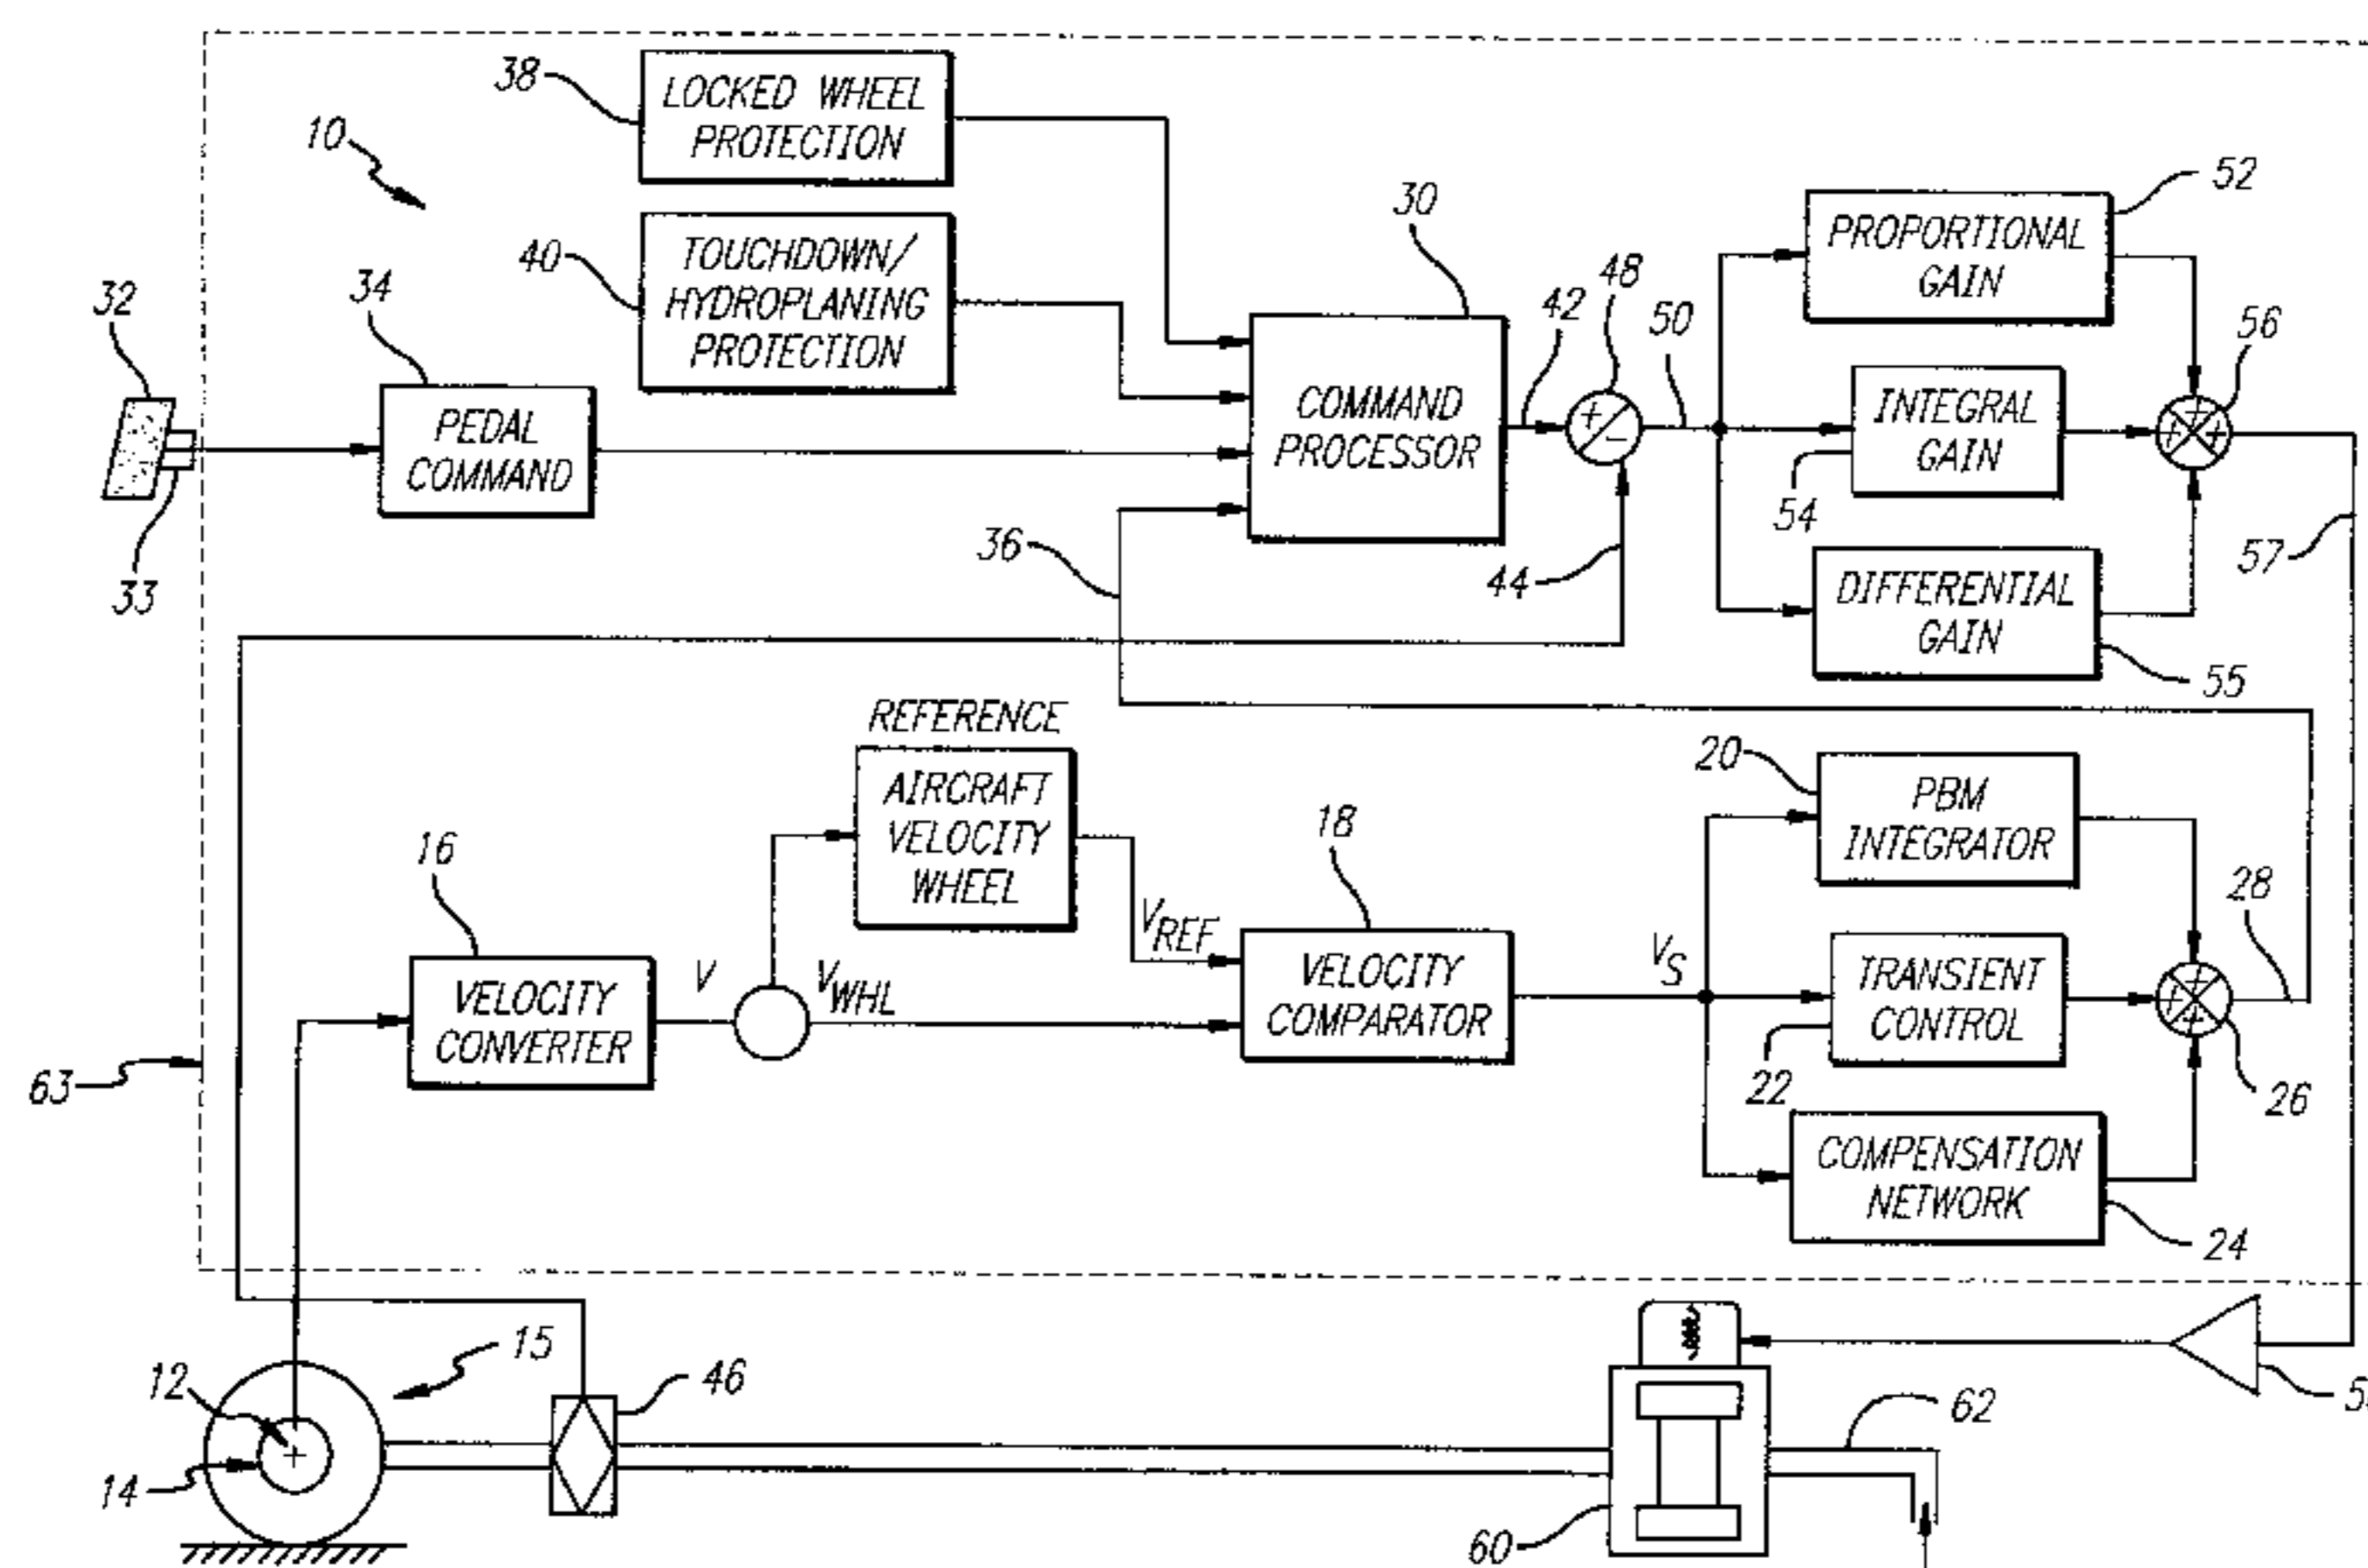 38
LOCKED WHEEL
PROTECTION
10
40
TOUCHDOWN/
HYDROPLANING
PROTECTION
30
48
52
PROPORTIONAL
GAIN
32
34
42
50
56
PEDAL
COMMAND
COMMAND
PROCESSOR
+
-
INTEGRAL
GAIN
+
+
+
33
36
44
54
57
DIFFERENTIAL
GAIN
55
REFERENCE
AIRCRAFT
VELOCITY
WHEEL
20
PBM
INTEGRATOR
16
18
28
VELOCITY
CONVERTER
V
VWHL
VREF
VELOCITY
COMPARATOR
VS
TRANSIENT
CONTROL
+
+
+
63
22
26
COMPENSATION
NETWORK
24
15
12
46
14
62
60